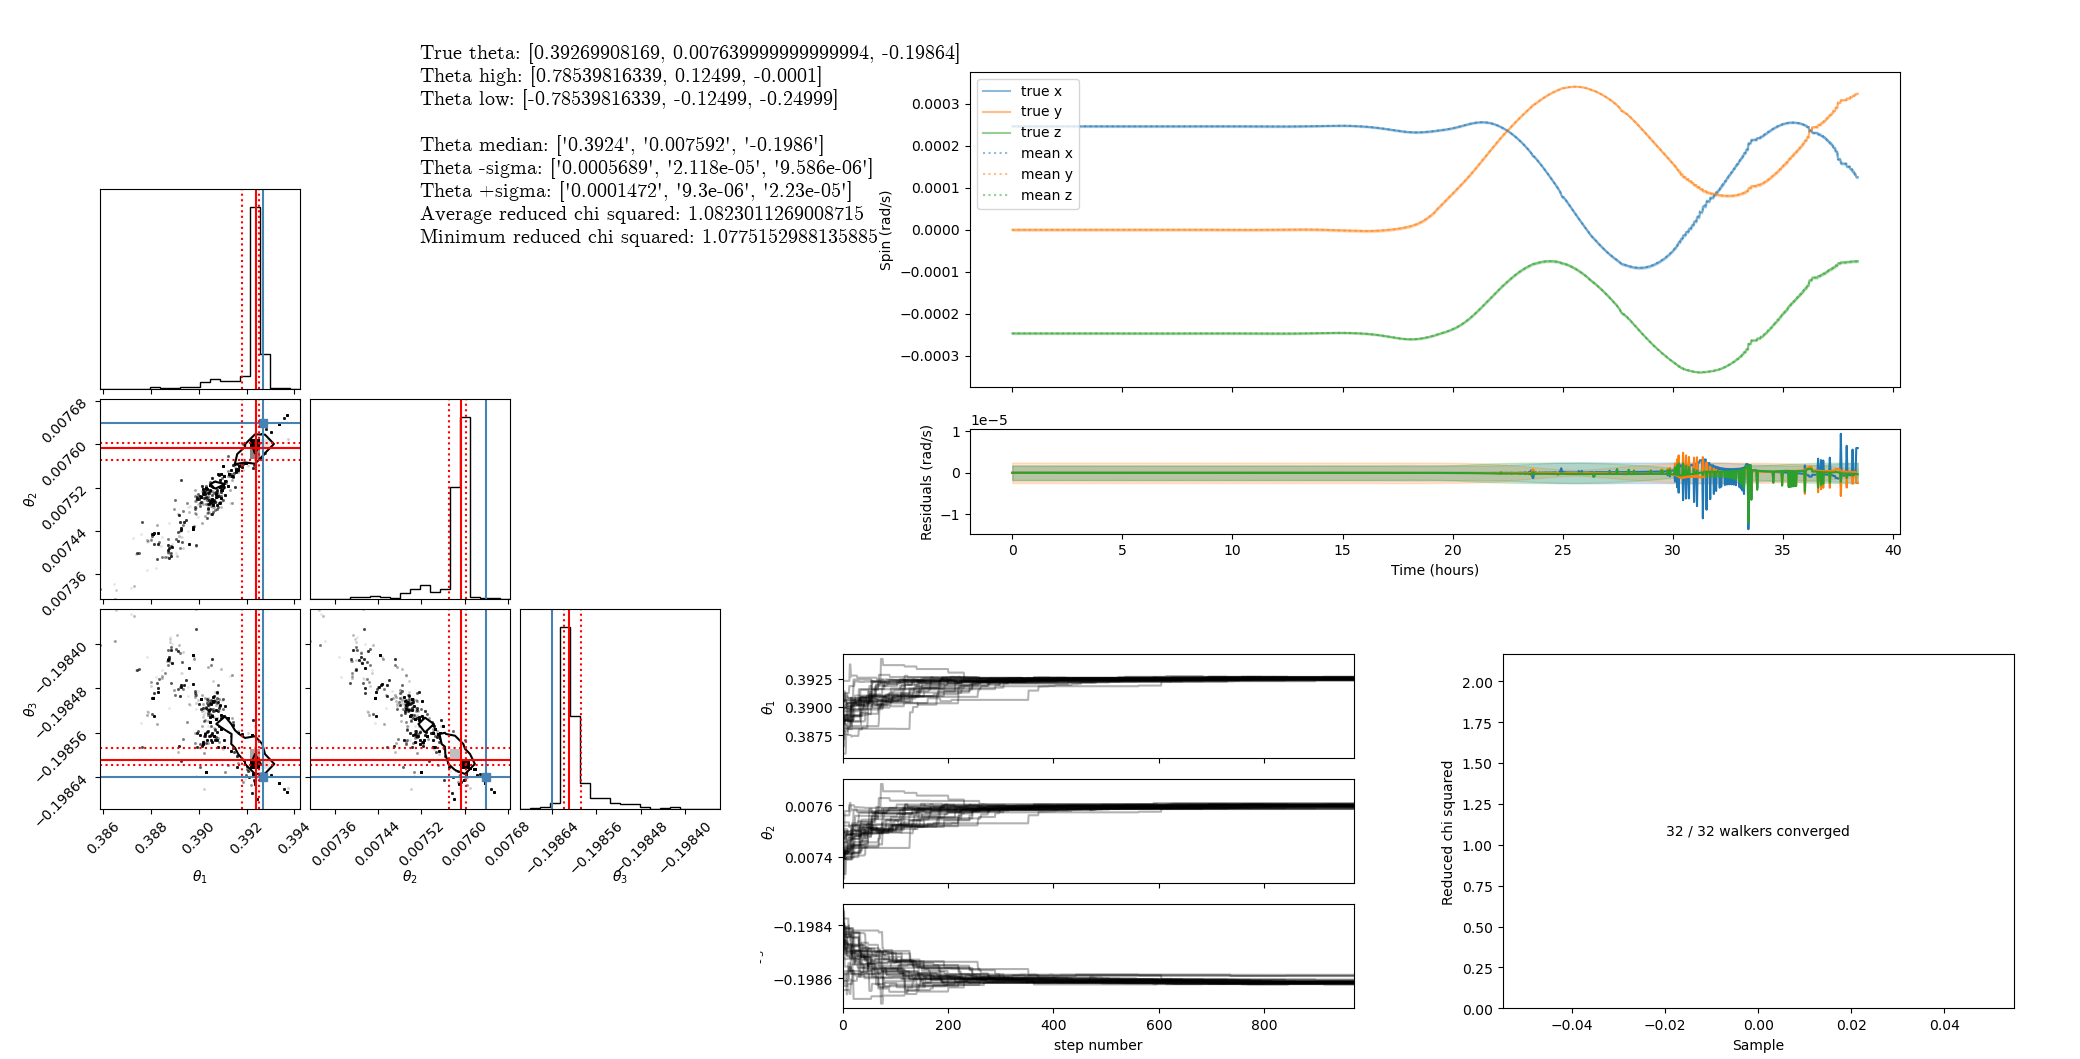 True theta: [0.39269908169, 0.007639999999999994, -0.19864]
Theta high: [0.78539816339, 0.12499, -0.0001]
Theta low: [-0.78539816339, -0.12499, -0.24999]
Theta median: ['0.3924', '0.007592', '-0.1986']
Theta -sigma: ['0.0005689', '2.118e-05', '9.586e-06']
Theta +sigma: ['0.0001472', '9.3e-06', '2.23e-05']
Average reduced chi squared: 1.0823011269008715
Minimum reduced chi squared: 1.0775152988135885
true x
true y
true z
mean x
mean y
mean z
0.0003
0.0002
0.0001
0.0000
−0.0001
−0.0002
−0.0003
Spin (rad/s)
1e−5
1
0
−1
Residuals (rad/s)
0 5 10 15 20 25 30 35 40
Time (hours)
0.00768
0.00760
0.00752
0.00744
0.00736
θ2
−0.19840
−0.19848
−0.19856
−0.19864
θ3
0.386 0.388 0.390 0.392 0.394
θ1
0.00736 0.00744 0.00752 0.00760 0.00768
θ2
−0.19864 −0.19856 −0.19848 −0.19840
θ3
0.3925
0.3900
0.3875
θ1
0.0076
0.0074
θ2
−0.1984
−0.1986
0 200 400 600 800
step number
2.00
1.75
1.50
1.25
1.00
0.75
0.50
0.25
0.00
Reduced chi squared
32 / 32 walkers converged
−0.04 −0.02 0.00 0.02 0.04
Sample